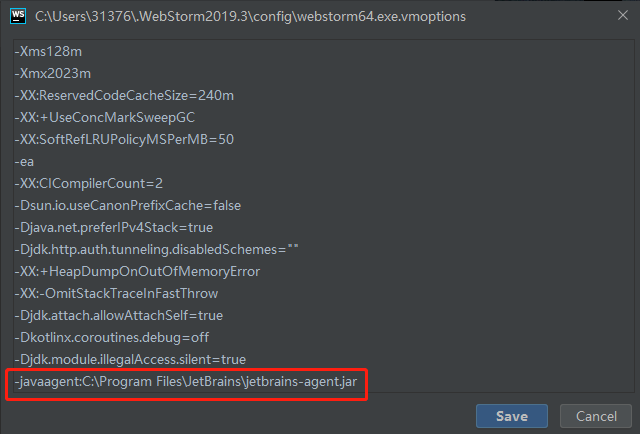 WS C:\Users\31376\.WebStorm2019.3\config\webstorm64.exe.vmoptions
-Xms128m
-Xmx2023m
-XX:ReservedCodeCacheSize=240m
-XX:+UseConcMarkSweepGC
-XX:SoftRefLRUPolicyMSPerMB=50
-ea
-XX:CICompilerCount=2
-Dsun.io.useCanonPrefixCache=false
-Djava.net.preferIPv4Stack=true
-Djdk.http.auth.tunneling.disabledSchemes=""
-XX:+HeapDumpOnOutOfMemoryError
-XX:-OmitStackTraceInFastThrow
-Djdk.attach.allowAttachSelf=true
-Dkotlinx.coroutines.debug=off
-Djdk.module.illegalAccess.silent=true
-javaagent:C:\Program Files\JetBrains\jetbrains-agent.jar
Save Cancel